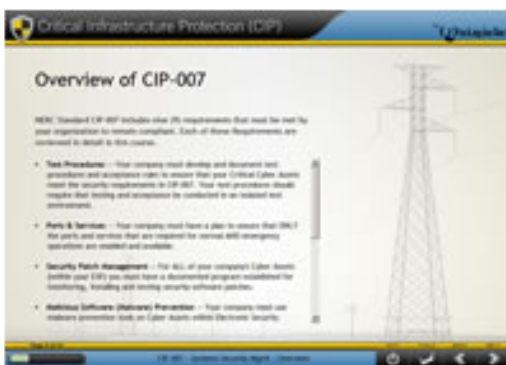 Critical Infrastructure Protection (CIP)
Overview of CIP-007
NERC Standard CIP-007 includes nine (9) requirements that must be met by
your organization to remain compliant. Each of these Requirements are
reviewed in detail in this course.
• Test Procedures – Your company must develop and document test
procedures and acceptance rules to ensure that your Critical Cyber Assets
meet the security requirements in CIP-007. Your test procedures should
require that testing and acceptance be conducted in an isolated test
environment.
• Ports & Services – Your company must have a plan to ensure that ONLY
the ports and services that are required for normal AND emergency
operations are enabled and available.
• Security Patch Management – For ALL of your company's Cyber Assets
(within your ESP) you must have a documented program established for
monitoring, handling and testing security software patches.
• Malicious Software (Malware) Prevention – Your company must use
malware prevention tools on Cyber Assets within Electronic Security
CIP-007 - Systems Security Mgmt - Overview